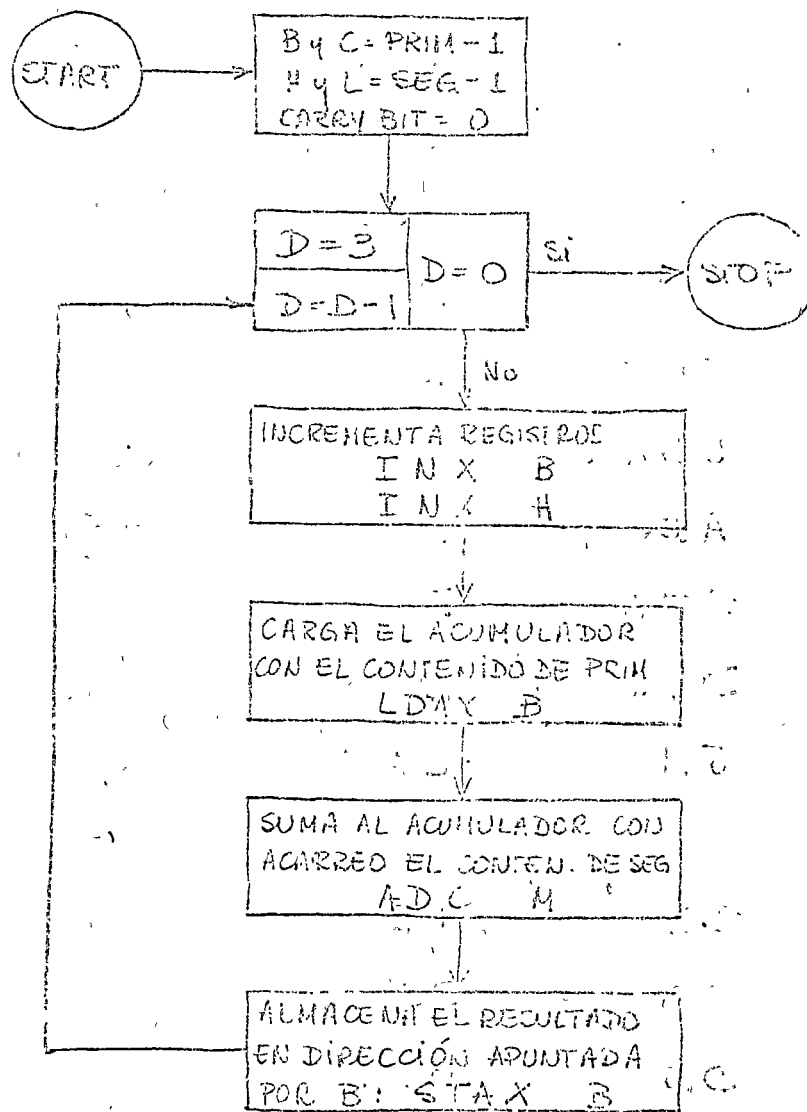 START
B y C = PRIM-1
H y L = SEG-1
CARRY BIT = 0
D = 3
D = D-1
D = 0
Si
STOP
No
INCREMENTA REGISTROS
INX B
INX H
CARGA EL ACUMULADOR
CON EL CONTENIDO DE PRIM
LDAX B
SUMA AL ACUMULADOR CON
ACARREO EL CONTEN. DE SEG
ADC M
ALMACENA EL RESULTADO
EN DIRECCIÓN APUNTADA
POR B: STAX B